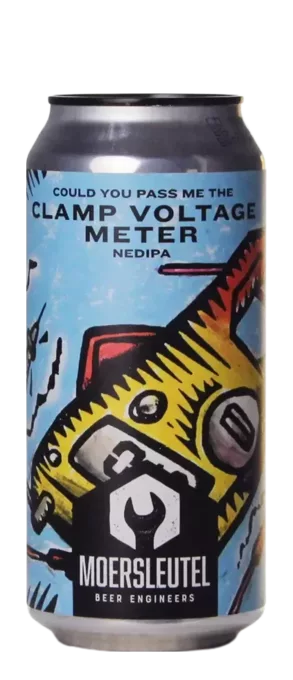 COULD YOU PASS ME THE
CLAMP VOLTAGE
METER
NEDIPA
MOERSLEUTEL
BEER ENGINEERS